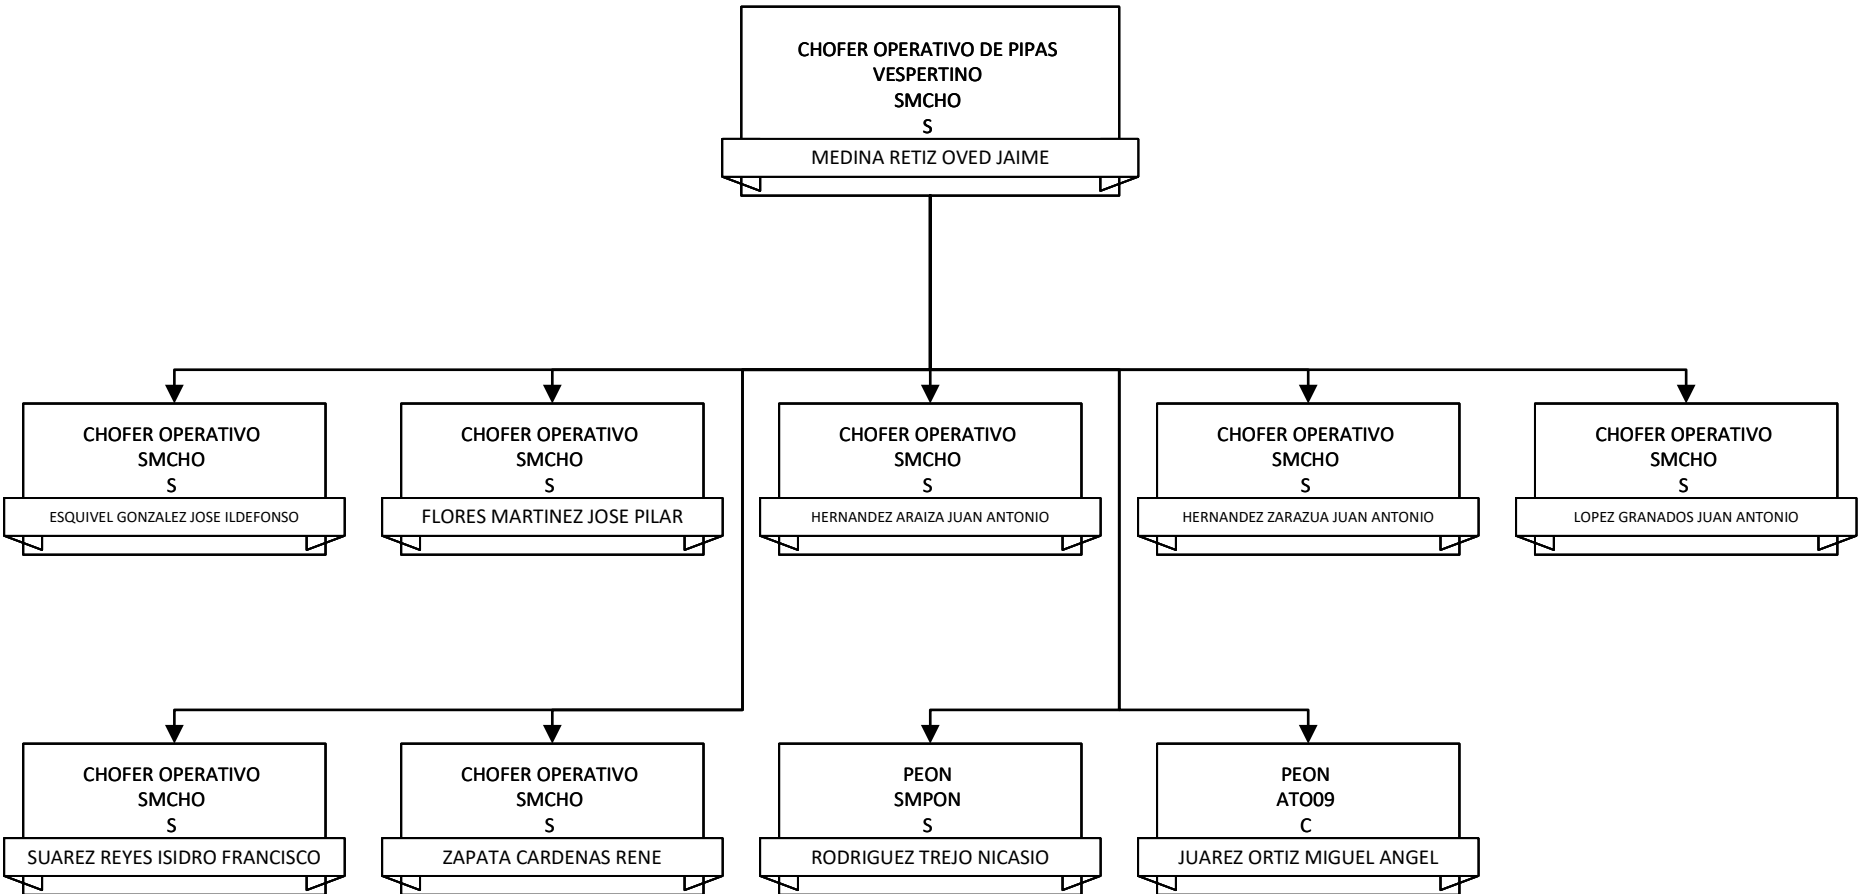 CHOFER OPERATIVO DE PIPAS
VESPERTINO
SMCHO
S
MEDINA RETIZ OVED JAIME
CHOFER OPERATIVO
SMCHO
S
ESQUIVEL GONZALEZ JOSE ILDEFONSO
CHOFER OPERATIVO
SMCHO
S
FLORES MARTINEZ JOSE PILAR
CHOFER OPERATIVO
SMCHO
S
HERNANDEZ ARAIZA JUAN ANTONIO
CHOFER OPERATIVO
SMCHO
S
HERNANDEZ ZARAZUA JUAN ANTONIO
CHOFER OPERATIVO
SMCHO
S
LOPEZ GRANADOS JUAN ANTONIO
CHOFER OPERATIVO
SMCHO
S
SUAREZ REYES ISIDRO FRANCISCO
CHOFER OPERATIVO
SMCHO
S
ZAPATA CARDENAS RENE
PEON
SMPON
S
RODRIGUEZ TREJO NICASIO
PEON
ATO09
C
JUAREZ ORTIZ MIGUEL ANGEL